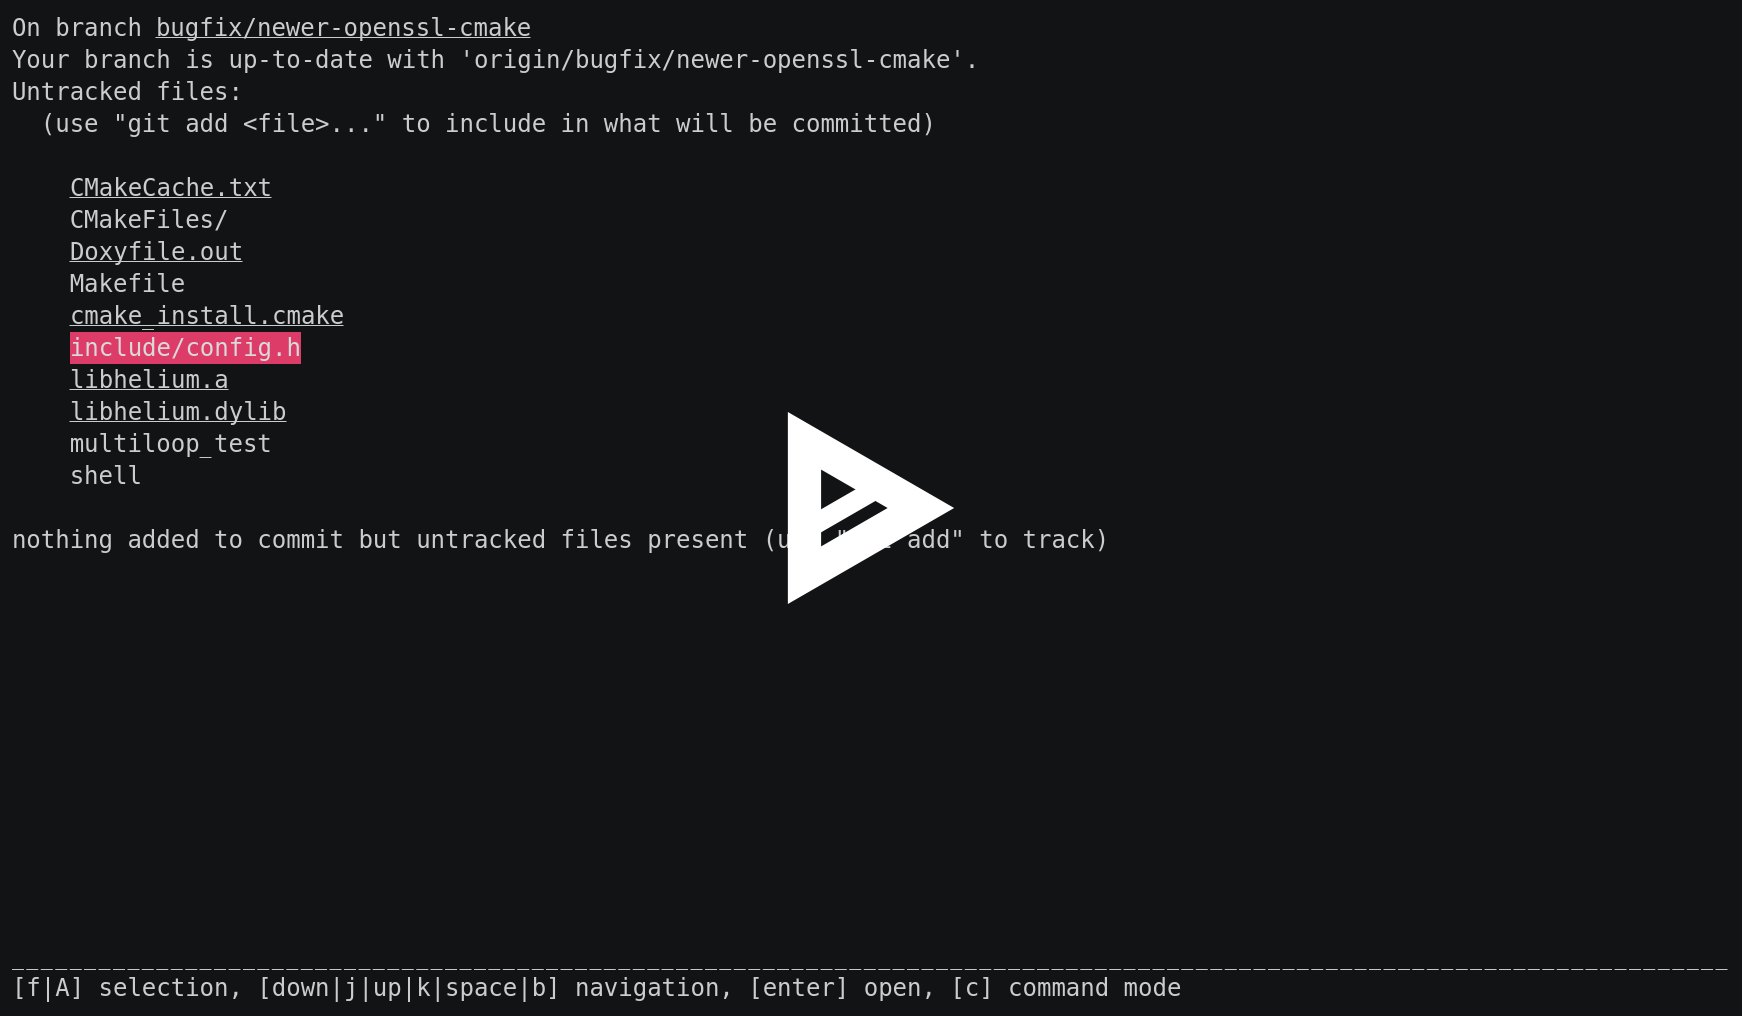 On branch bugfix/newer-openssl-cmake
Your branch is up-to-date with 'origin/bugfix/newer-openssl-cmake'.
Untracked files:
(use "git add <file>..." to include in what will be committed)
CMakeCache.txt
CMakeFiles/
Doxyfile.out
Makefile
cmake_install.cmake
include/config.h
libhelium.a
libhelium.dylib
multiloop_test
shell
nothing added to commit but untracked files present add" to track)
[f|A] selection, [down|j|up|k|space|b] navigation, [enter] open, [c] command mode